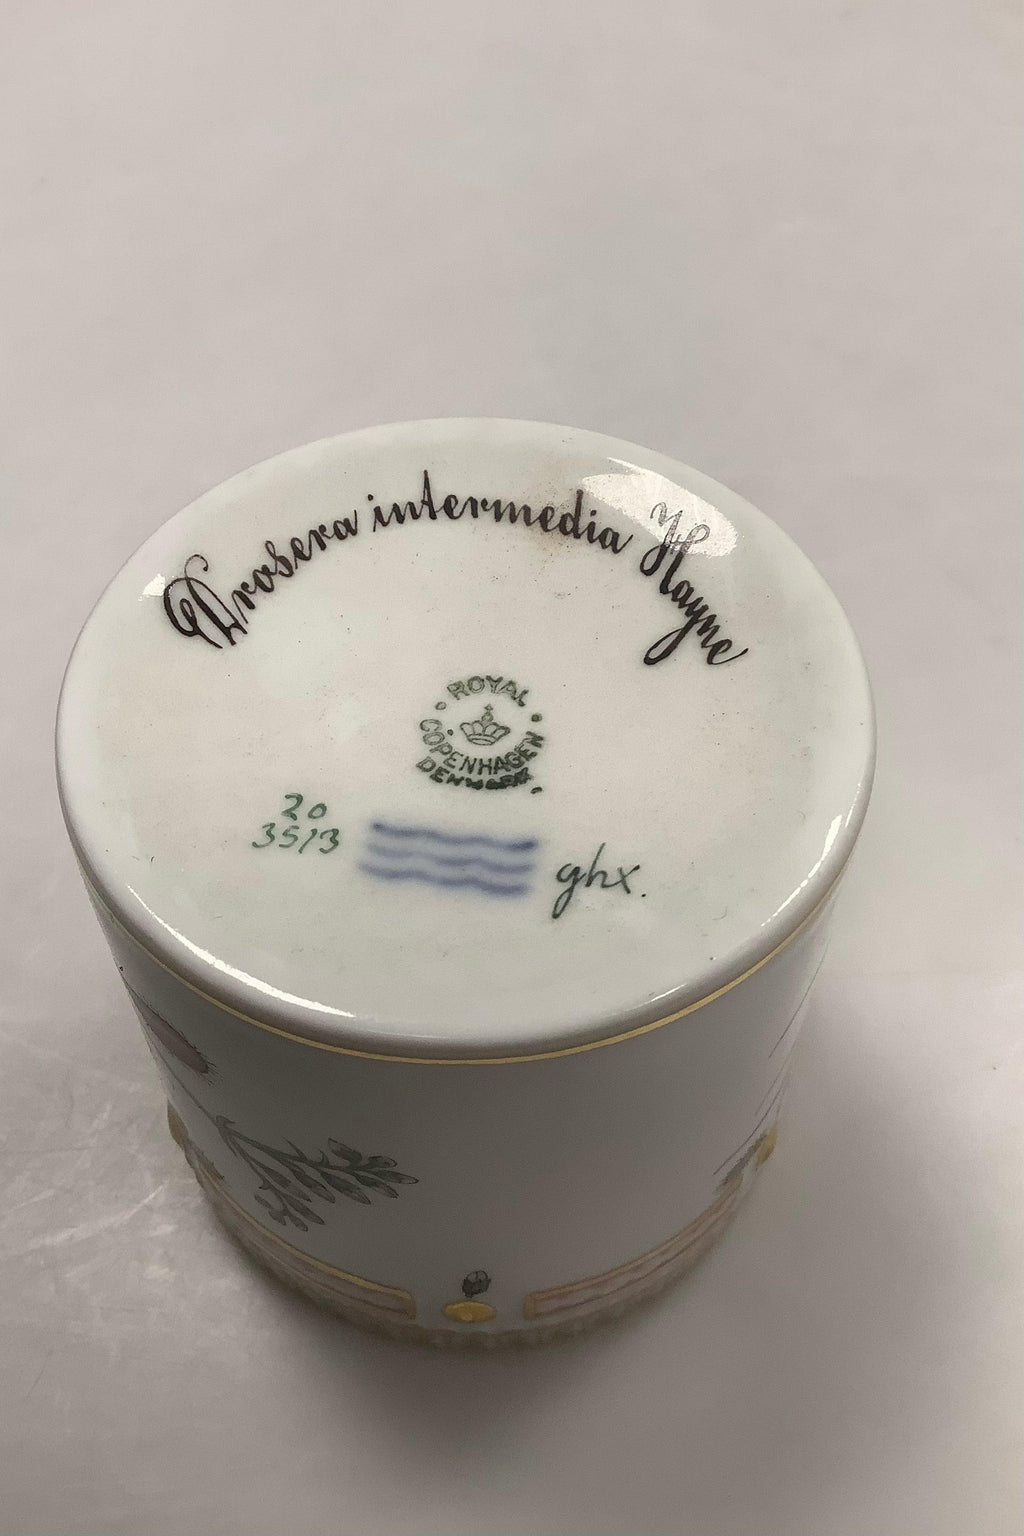 Drosera intermedia Hayne
ROYAL
COPENHAGEN
DENMARK
20
3513
ghx.